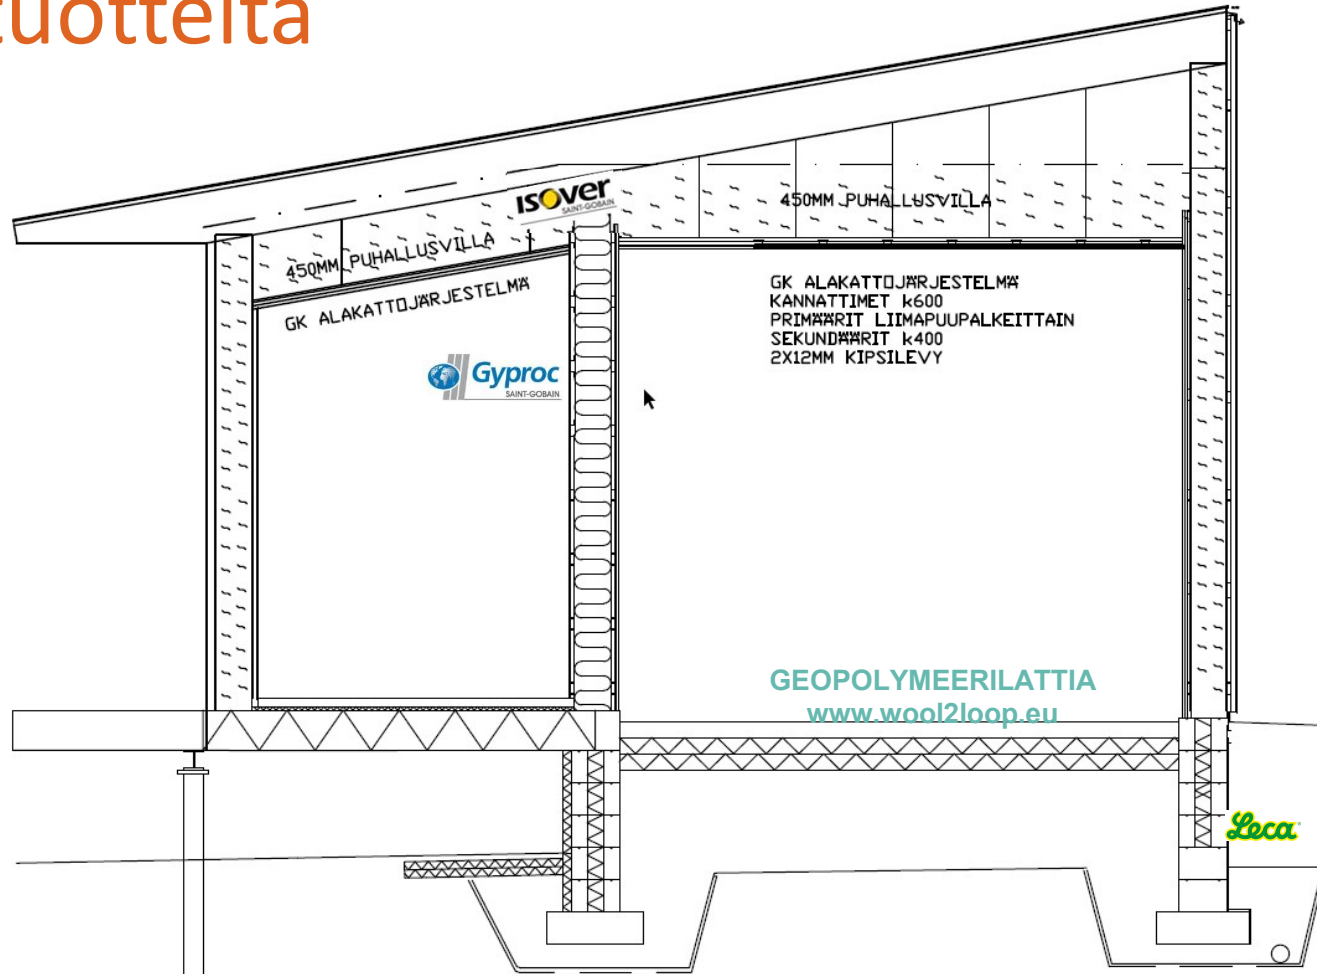 tuotteita
ISOVER
SAINT-GOBAIN
450MM PUHALLUSVILLA
450MM PUHALLUSVILLA
GK ALAKATTOJÄRJESTELMÄ
GK ALAKATTOJÄRJESTELMÄ
KANNATTIMET k600
PRIMÄÄRIT LIIMAPUUPALKEITTAIN
SEKUNDÄÄRIT k400
2X12MM KIPSILEVY
Gyproc
SAINT-GOBAIN
GEOPOLYMEERILATTIA
www.wool2loop.eu
Leca